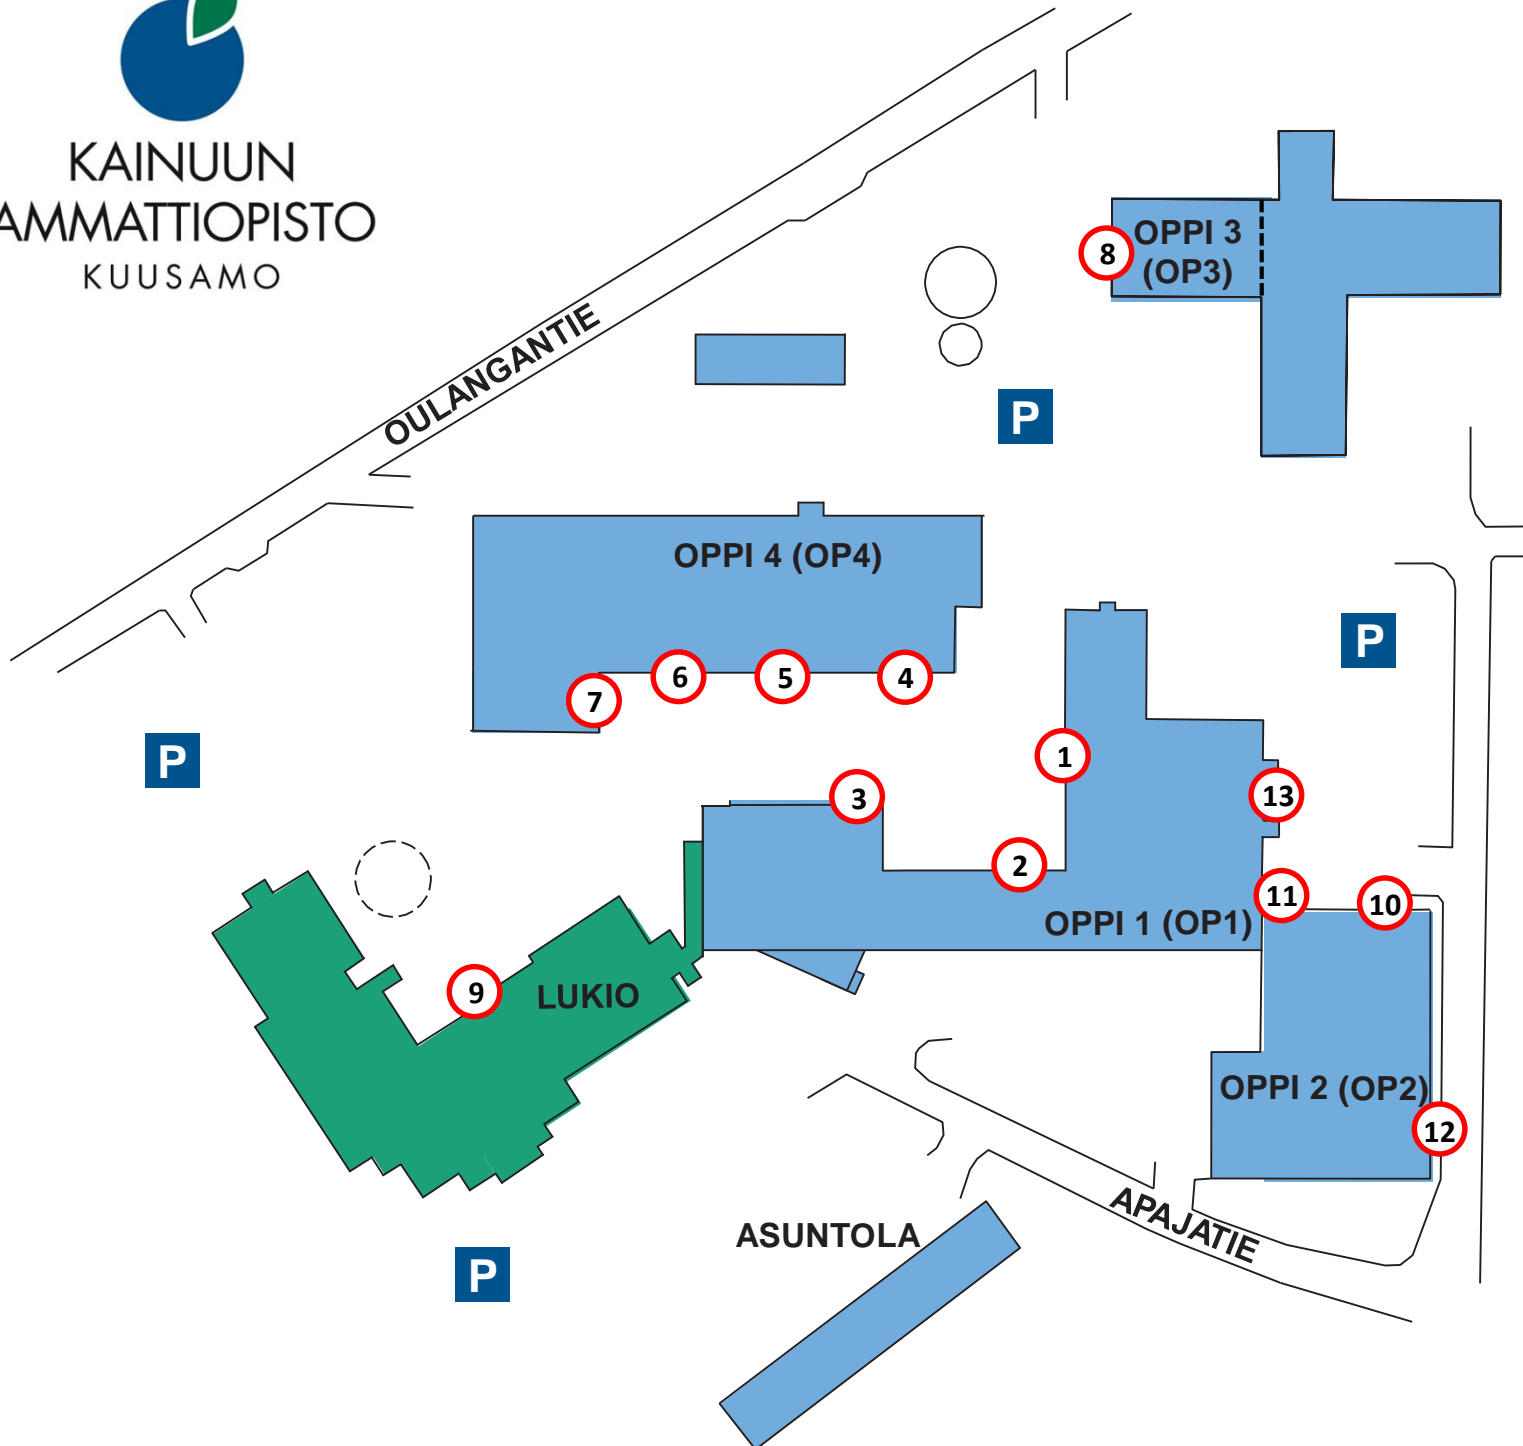 KAINUUN
AMMATTIOPISTO
KUUSAMO
OPPI 3
(OP3)
8
OULANGANTIE
P
OPPI 4 (OP4)
P
6
5
4
7
P
1
3
13
2
11
10
OPPI 1 (OP1)
9
LUKIO
OPPI 2 (OP2)
12
APAJATIE
ASUNTOLA
P